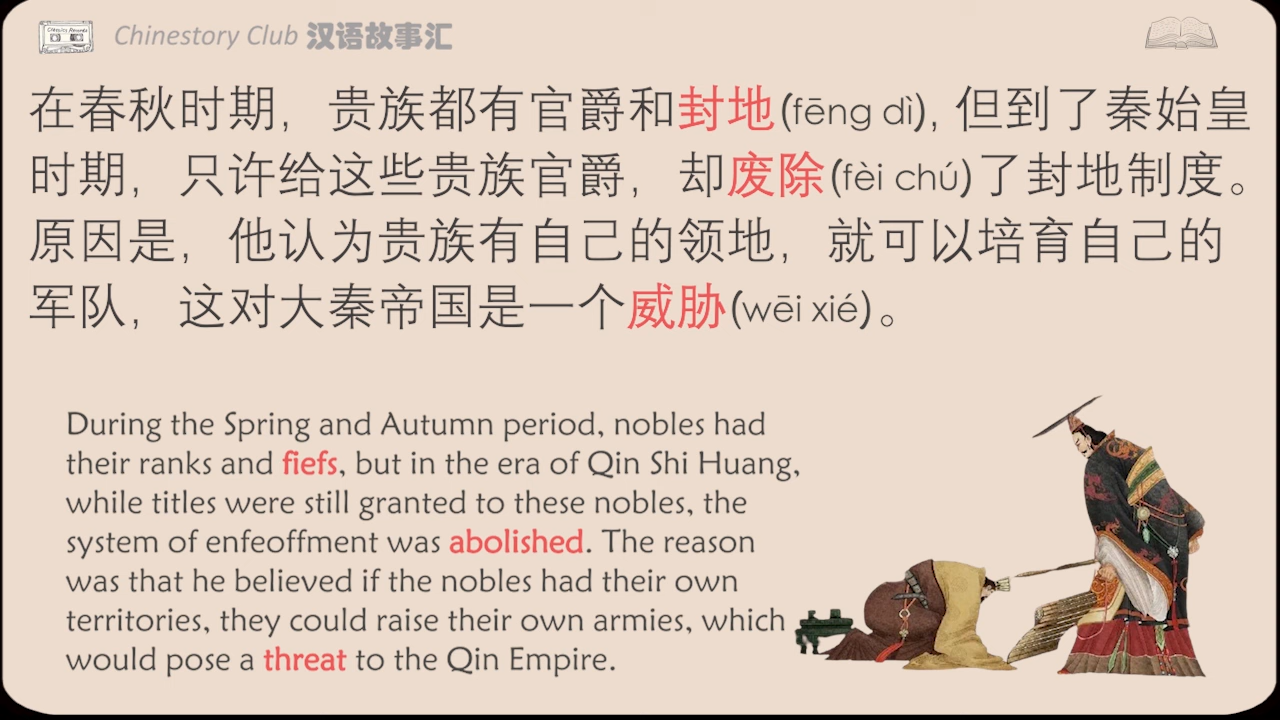 Classics Records
Chinestory Club 汉语故事汇
在春秋时期，贵族都有官爵和封地(fēng dì), 但到了秦始皇
时期，只许给这些贵族官爵，却废除(fèi chú)了封地制度。
原因是，他认为贵族有自己的领地，就可以培育自己的
军队，这对大秦帝国是一个威胁(wēi xié)。
During the Spring and Autumn period, nobles had
their ranks and fiefs, but in the era of Qin Shi Huang,
while titles were still granted to these nobles, the
system of enfeoffment was abolished. The reason
was that he believed if the nobles had their own
territories, they could raise their own armies, which
would pose a threat to the Qin Empire.